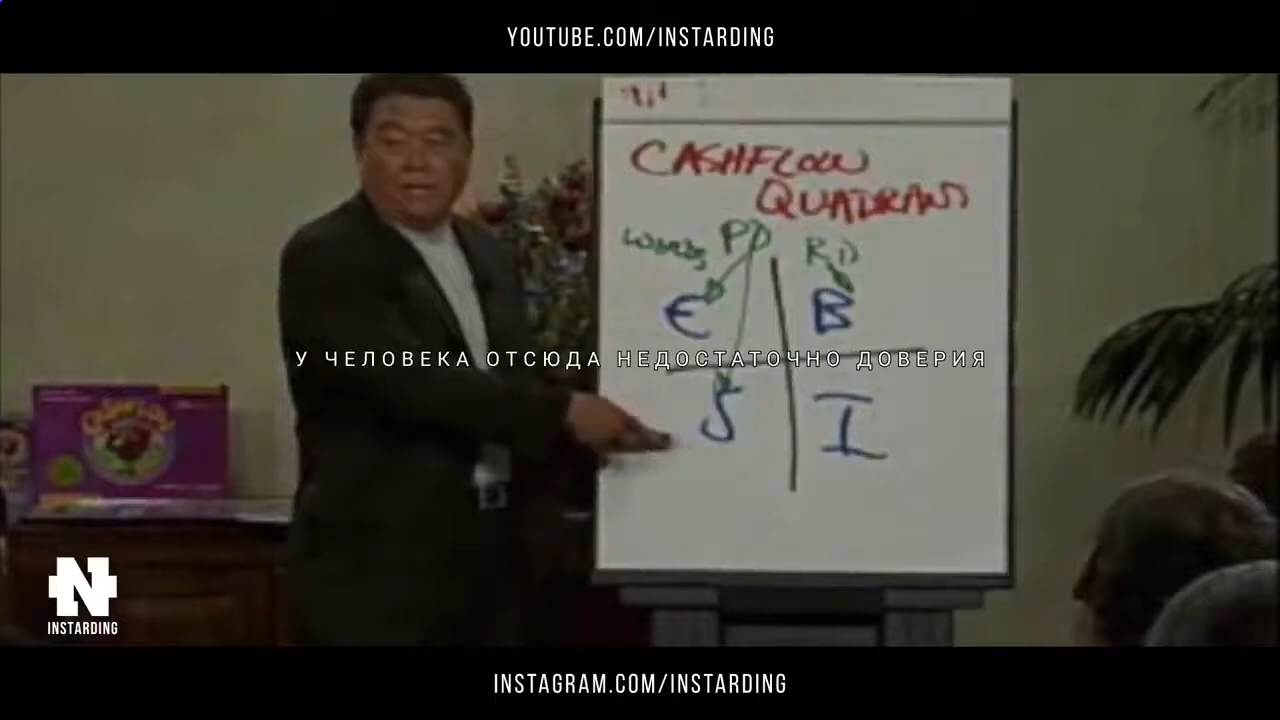 YOUTUBE.COM/INSTARDING
CASHFLOW
QUADRANT
PD
RD
E
B
У ЧЕЛОВЕКА ОТСЮДА НЕДОСТАТОЧНО ДОВЕРИЯ
S
I
N
INSTARDING
INSTAGRAM.COM/INSTARDING